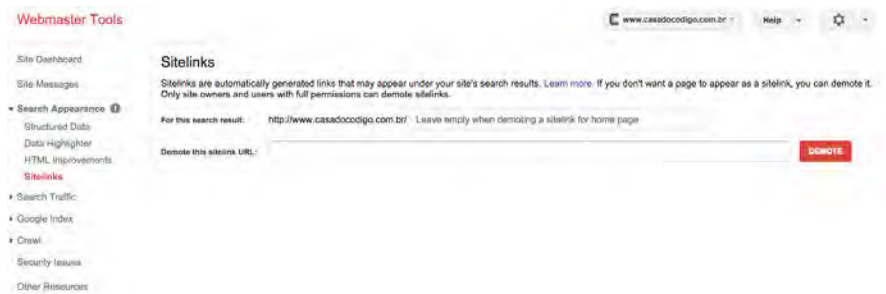 Webmaster Tools
www.casadocodigo.com.br
Help
Site Dashboard
Site Messages
Search Appearance
Structured Data
Data Highlighter
HTML Improvements
Sitelinks
Search Traffic
Google Index
Crawl
Security Issues
Other Resources
Sitelinks
Sitelinks are automatically generated links that may appear under your site's search results. Learn more. If you don't want a page to appear as a sitelink, you can demote it.
Only site owners and users with full permissions can demote sitelinks.
For this search result: http://www.casadocodigo.com.br/ Leave empty when demoting a sitelink for home page
Demote this sitelink URL: DEMOTE